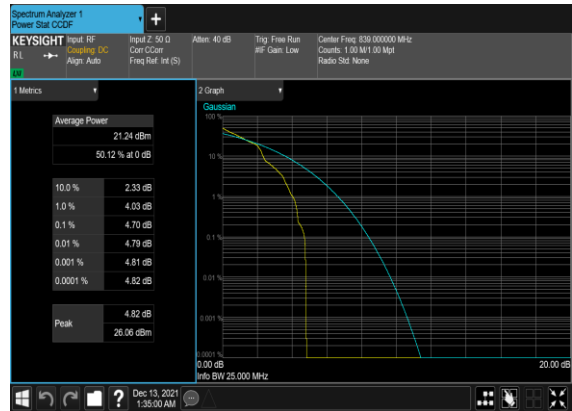 Spectrum Analyzer 1
Power Stat CCDF
+
KEYSIGHT
RL
Input: RF
Coupling: DC
Align: Auto
Input Z: 50 Ω
Corr CCorr
Freq Ref: Int (S)
Atten: 40 dB
Trig: Free Run
#IF Gain: Low
Center Freq: 839.000000 MHz
Counts: 1.00 M/1.00 Mpt
Radio Std: None
1 Metrics
Average Power
21.24 dBm
50.12 % at 0 dB
10.0 % 2.33 dB
1.0 % 4.03 dB
0.1 % 4.70 dB
0.01 % 4.79 dB
0.001 % 4.81 dB
0.0001 % 4.82 dB
Peak
4.82 dB
26.06 dBm
2 Graph
Gaussian
100 %
10 %
1 %
0.1 %
0.01 %
0.001 %
0.0001 %
0.00 dB 20.00 dB
Info BW 25.000 MHz
?
Dec 13, 2021
1:35:00 AM